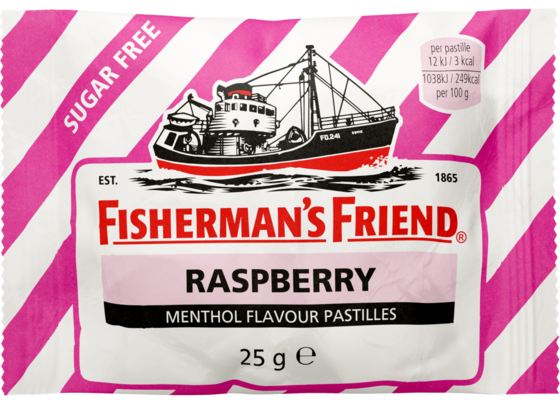 SUGAR FREE
per pastille
12 kJ / 3 kcal
1038kJ / 249kcal
per 100 g
FD.241
EST. 1865
FISHERMAN'S FRIEND®
RASPBERRY
MENTHOL FLAVOUR PASTILLES
25 g ℮